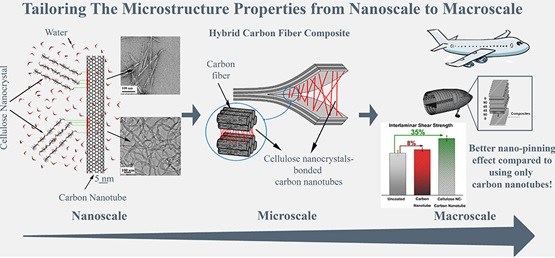 Tailoring The Microstructure Properties from Nanoscale to Macroscale
Water
Cellulose Nanocrystal
100 nm
5 nm
Carbon Nanotube
Nanoscale
Hybrid Carbon Fiber Composite
Carbon
fiber
Cellulose nanocrystals-
bonded
carbon nanotubes
Microscale
Composites
Interlaminar Shear Strength
35%
8%
Uncoated
Carbon
Nanotube
Cellulose NC-
Carbon Nanotube
Better nano-pinning
effect compared to
using only
carbon nanotubes!
Macroscale